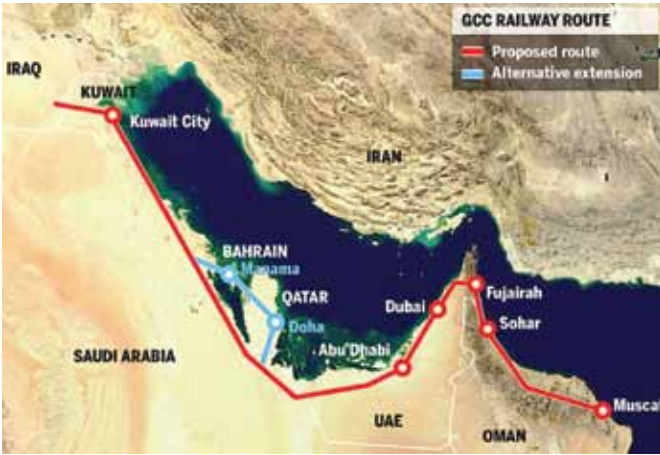 GCC RAILWAY ROUTE
Proposed route
Alternative extension
IRAQ
KUWAIT
Kuwait City
IRAN
BAHRAIN
Manama
QATAR
Doha
Dubai
Fujairah
Sohar
Abu Dhabi
SAUDI ARABIA
UAE
OMAN
Muscat